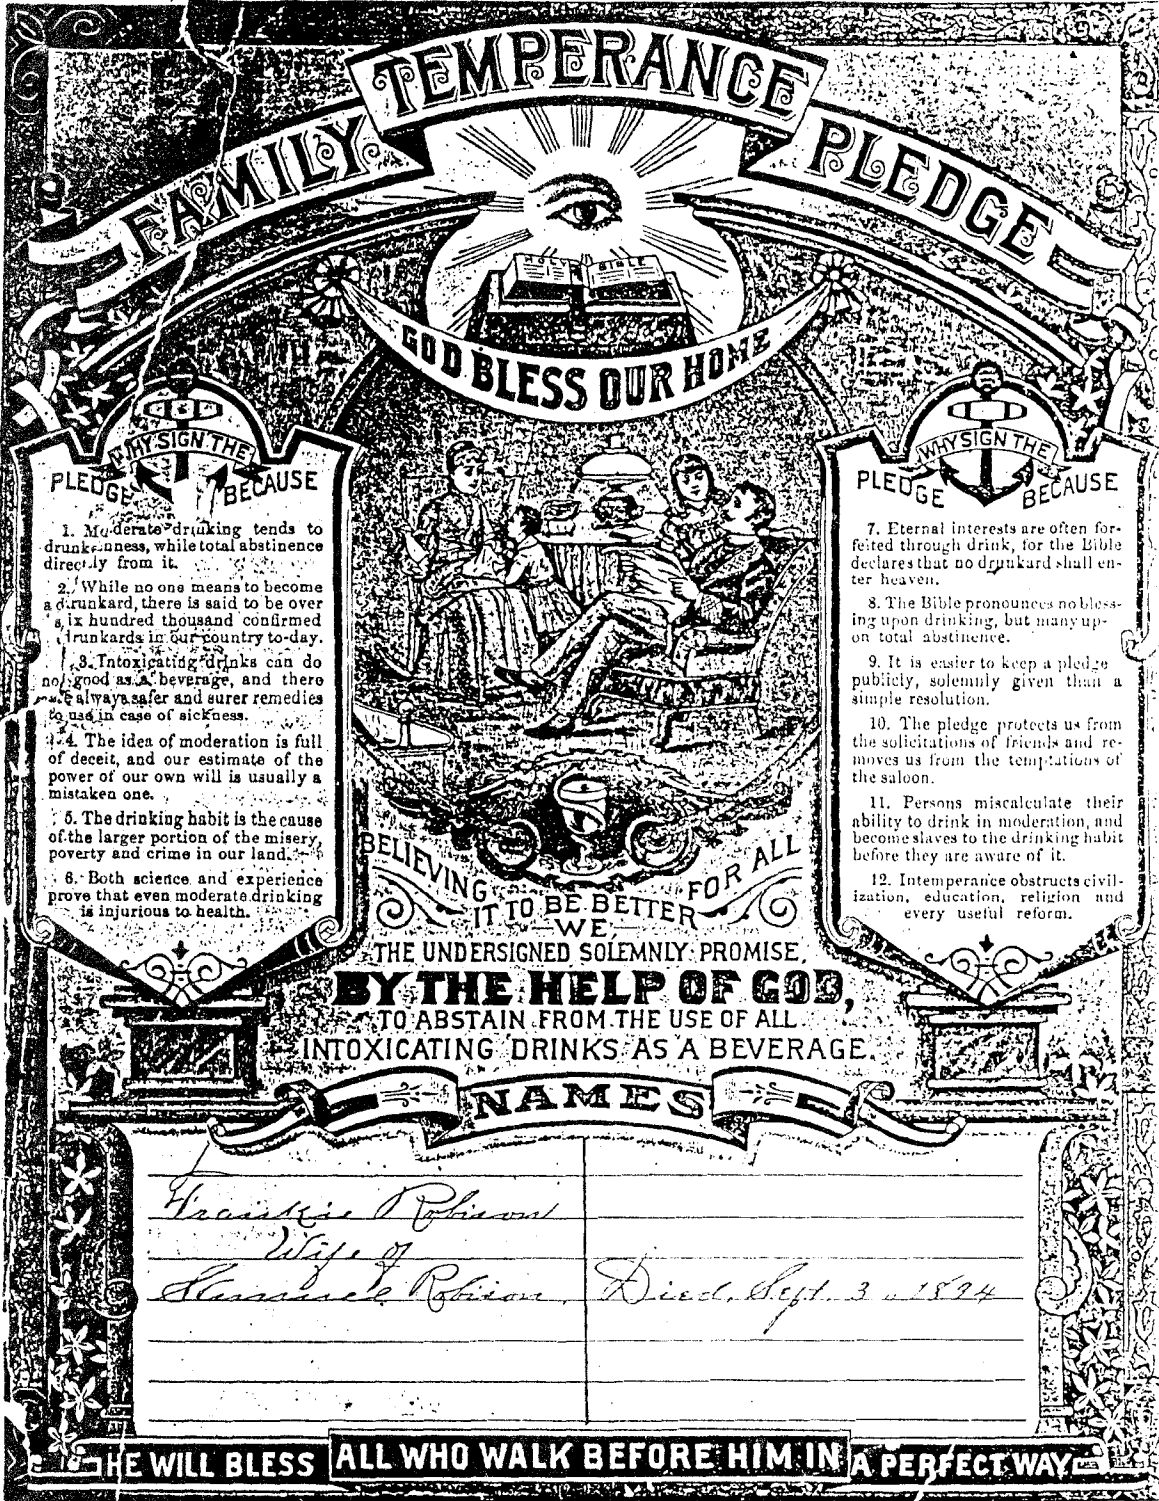 FAMILY TEMPERANCE PLEDGE
HOLY BIBLE
GOD BLESS OUR HOME
WHY SIGN THE
PLEDGE BECAUSE
1. Moderate drinking tends to
drunkenness, while total abstinence
directly from it.
2. While no one means to become
a drunkard, there is said to be over
six hundred thousand confirmed
drunkards in our country to-day.
3. Intoxicating drinks can do
no good as a beverage, and there
are always safer and surer remedies
to use in case of sickness.
4. The idea of moderation is full
of deceit, and our estimate of the
power of our own will is usually a
mistaken one.
5. The drinking habit is the cause
of the larger portion of the misery,
poverty and crime in our land.
6. Both science and experience
prove that even moderate drinking
is injurious to health.
WHY SIGN THE
PLEDGE BECAUSE
7. Eternal interests are often for-
feited through drink, for the Bible
declares that no drunkard shall en-
ter heaven.
8. The Bible pronounces no bless-
ing upon drinking, but many up-
on total abstinence.
9. It is easier to keep a pledge
publicly, solemnly given than a
simple resolution.
10. The pledge protects us from
the solicitations of friends and re-
moves us from the temptations of
the saloon.
11. Persons miscalculate their
ability to drink in moderation, and
become slaves to the drinking habit
before they are aware of it.
12. Intemperance obstructs civil-
ization, education, religion and
every useful reform.
BELIEVING
IT TO BE BETTER
FOR ALL
WE,
THE UNDERSIGNED SOLEMNLY PROMISE,
BY THE HELP OF GOD,
TO ABSTAIN FROM THE USE OF ALL
INTOXICATING DRINKS AS A BEVERAGE.
NAMES
Frankie Robison
Wife of
Robison. Died. Sept. 3, 1894
HE WILL BLESS ALL WHO WALK BEFORE HIM IN A PERFECT WAY